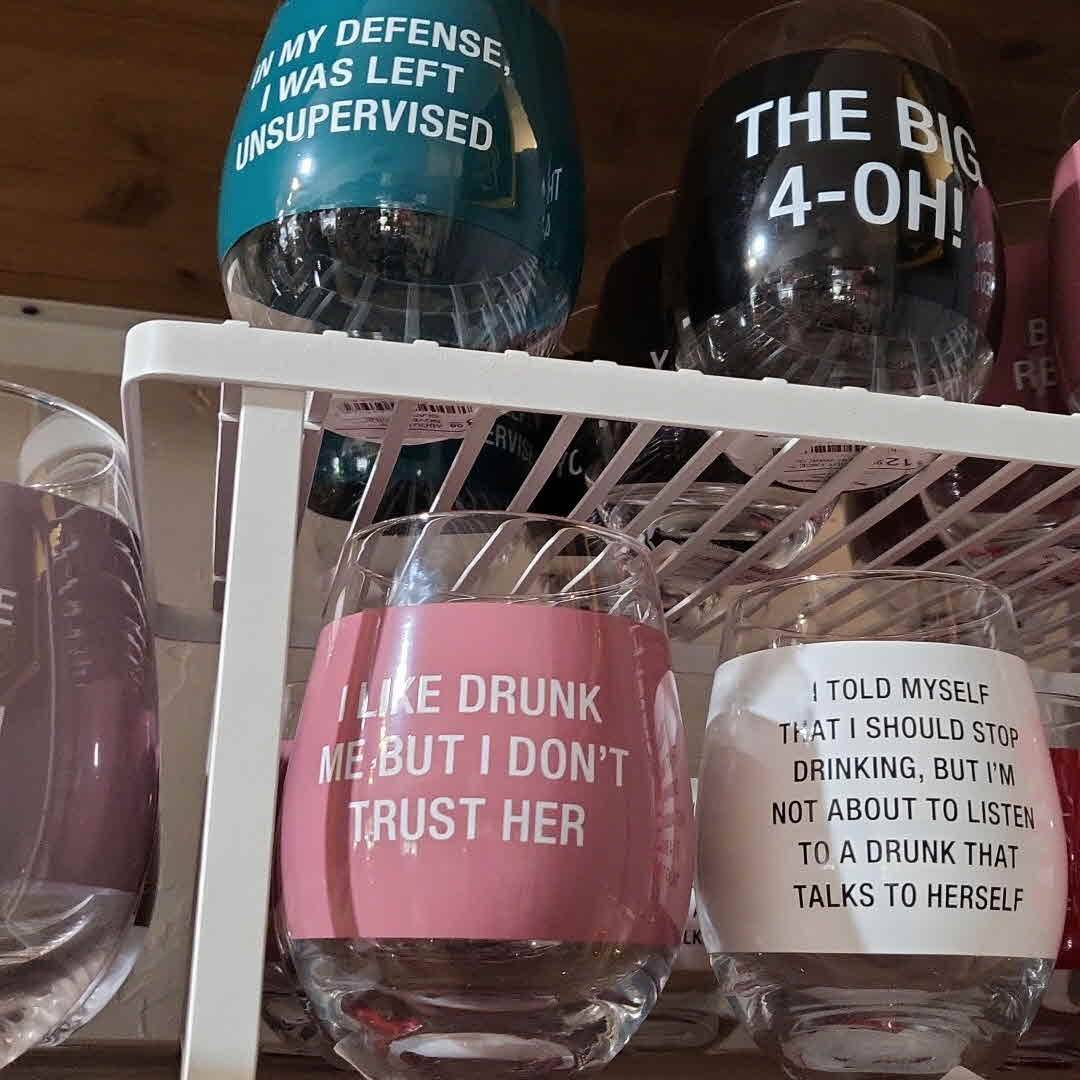 IN MY DEFENSE,
I WAS LEFT
UNSUPERVISED
THE BIG
4-OH!
I LIKE DRUNK
ME BUT I DON'T
TRUST HER
I TOLD MYSELF
THAT I SHOULD STOP
DRINKING, BUT I'M
NOT ABOUT TO LISTEN
TO A DRUNK THAT
TALKS TO HERSELF